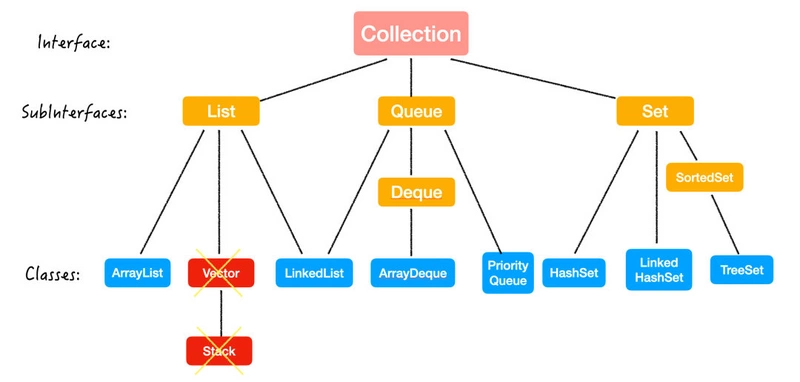 Interface:
Collection
SubInterfaces:
List
Queue
Set
Deque
SortedSet
Classes:
ArrayList
Vector
LinkedList
ArrayDeque
Priority
Queue
HashSet
Linked
HashSet
TreeSet
Stack